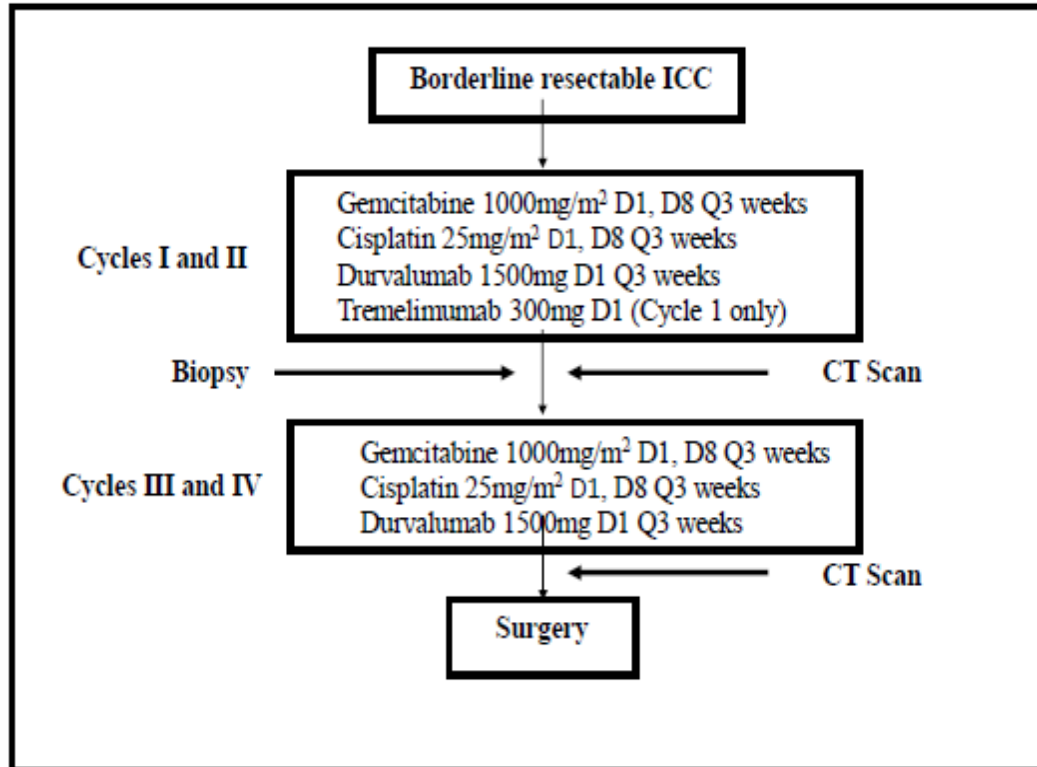 Borderline resectable ICC
Gemcitabine 1000mg/m² D1, D8 Q3 weeks
Cisplatin 25mg/m² D1, D8 Q3 weeks
Cycles I and II
Durvalumab 1500mg D1 Q3 weeks
Tremelimumab 300mg D1 (Cycle 1 only)
Biopsy
CT Scan
Gemcitabine 1000mg/m² D1, D8 Q3 weeks
Cycles III and IV
Cisplatin 25mg/m² D1, D8 Q3 weeks
Durvalumab 1500mg D1 Q3 weeks
CT Scan
Surgery